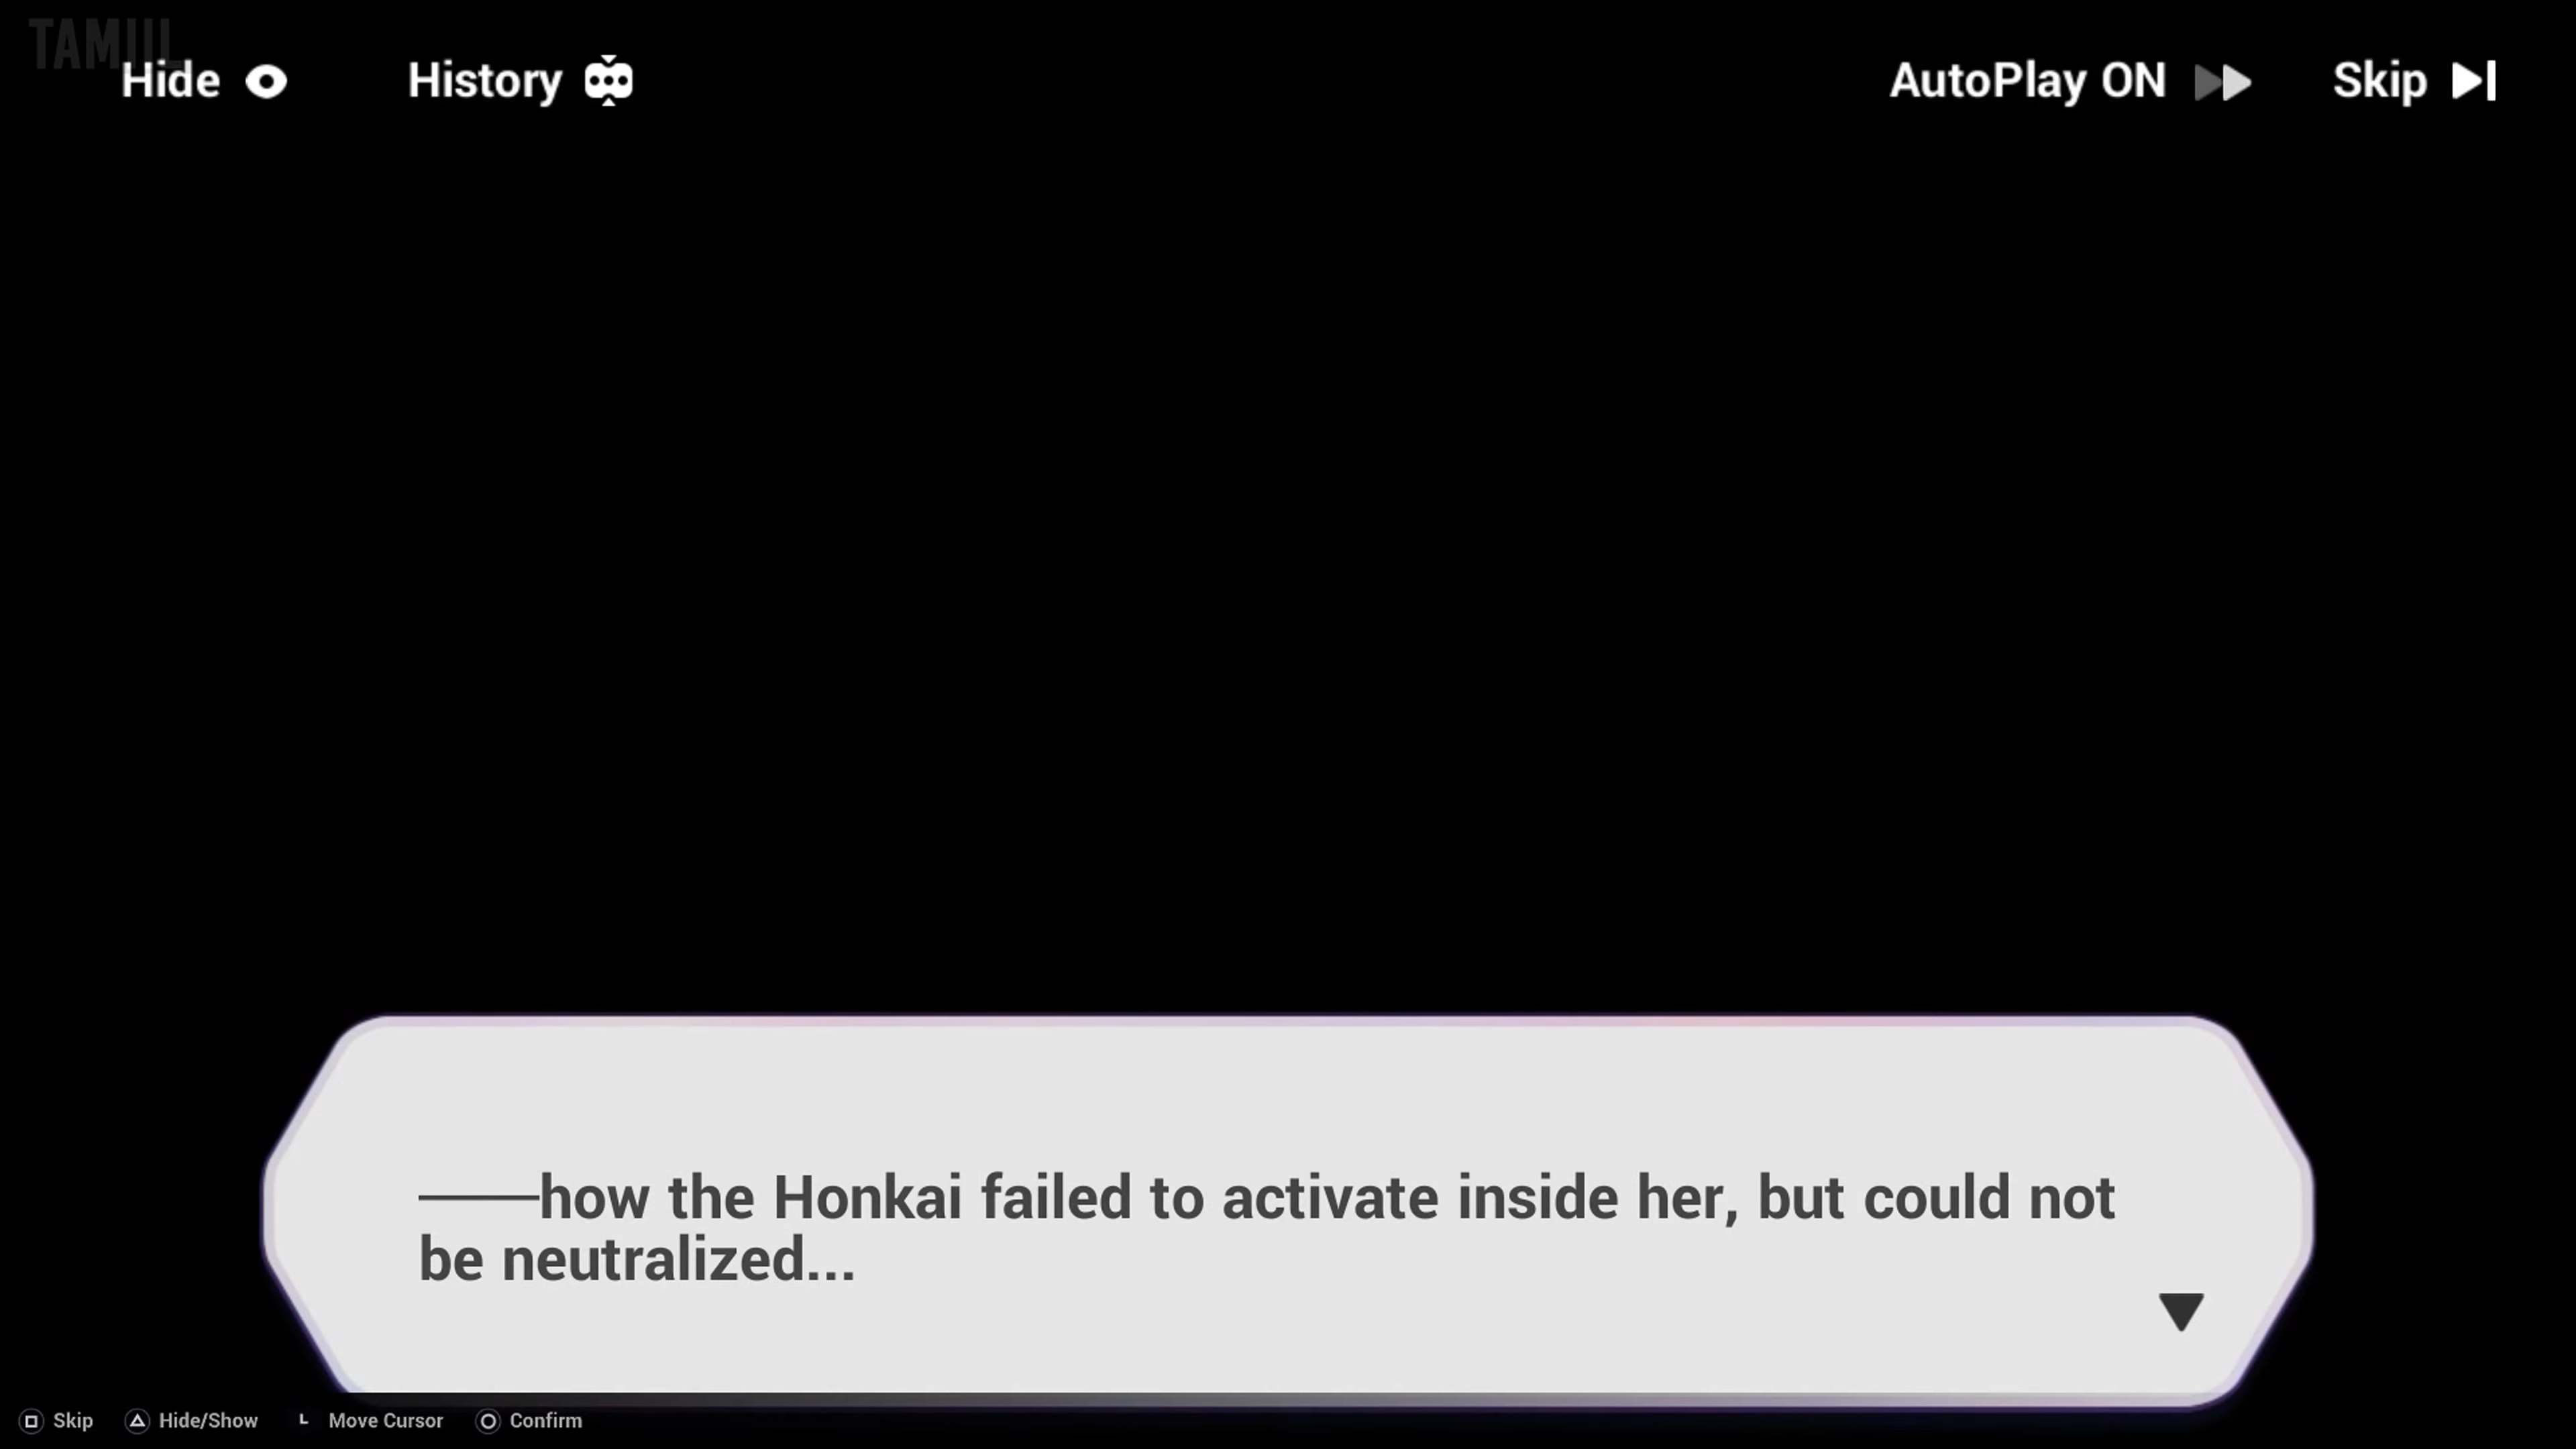 TAMIIL
Hide
History
AutoPlay ON
Skip
———how the Honkai failed to activate inside her, but could not
be neutralized...
Skip
Hide/Show
L
Move Cursor
Confirm